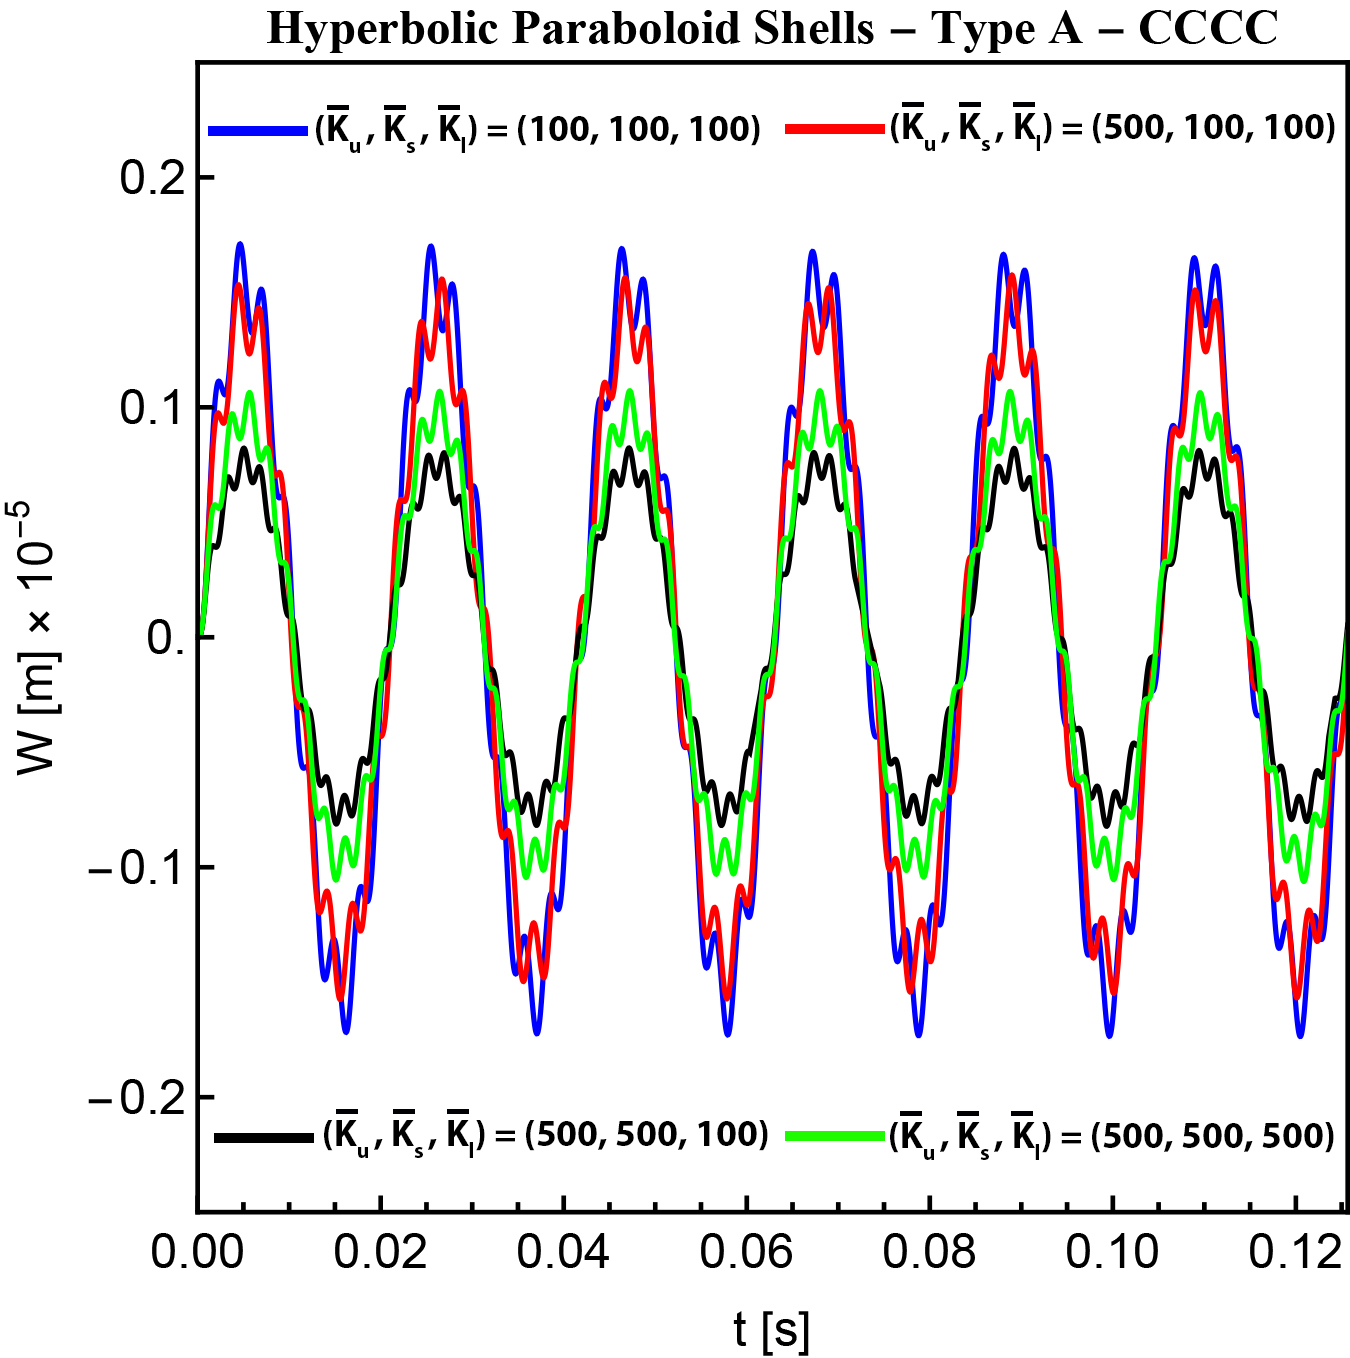 Hyperbolic Paraboloid Shells – Type A – CCCC
(K̅u, K̅s, K̅l) = (100, 100, 100) (K̅u, K̅s, K̅l) = (500, 100, 100)
0.2
0.1
0.
−0.1
−0.2
W [m] × 10⁻⁵
(K̅u, K̅s, K̅l) = (500, 500, 100) (K̅u, K̅s, K̅l) = (500, 500, 500)
0.00 0.02 0.04 0.06 0.08 0.10 0.12
t [s]